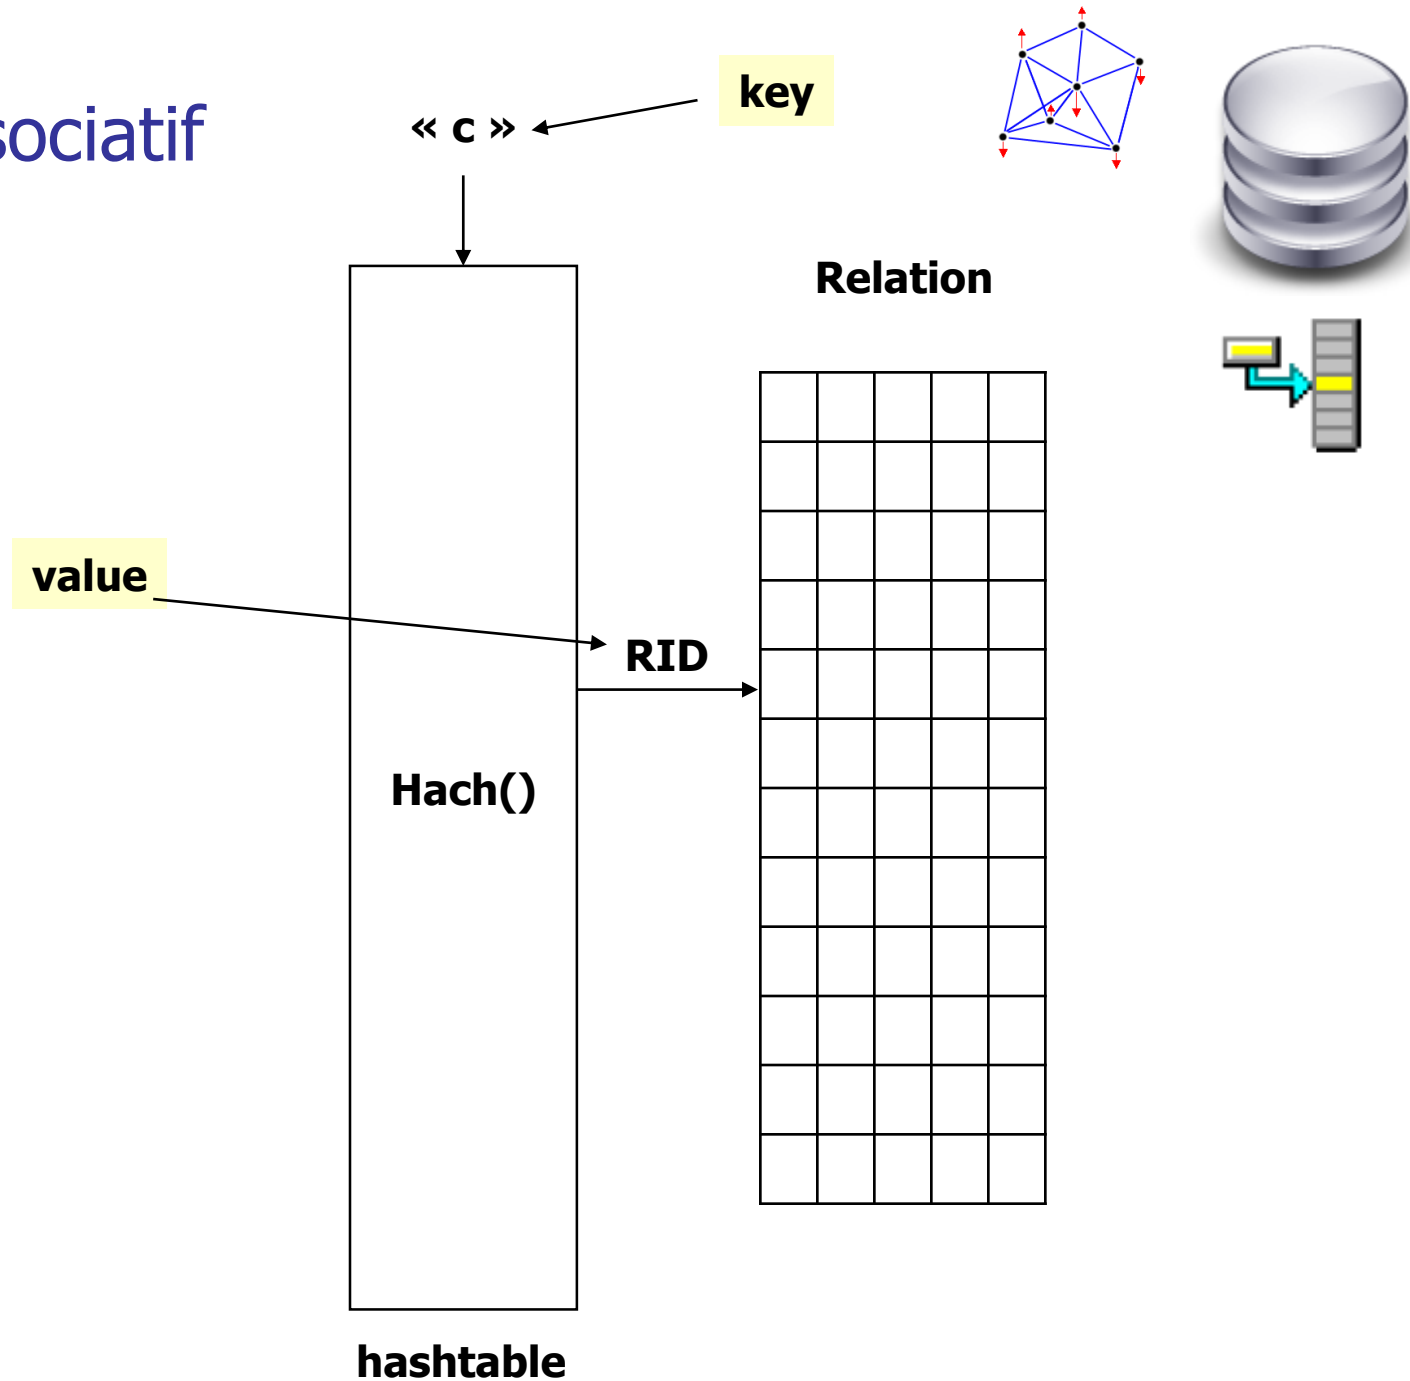 sociatif
« c »
key
Relation
value
RID
Hach()
hashtable